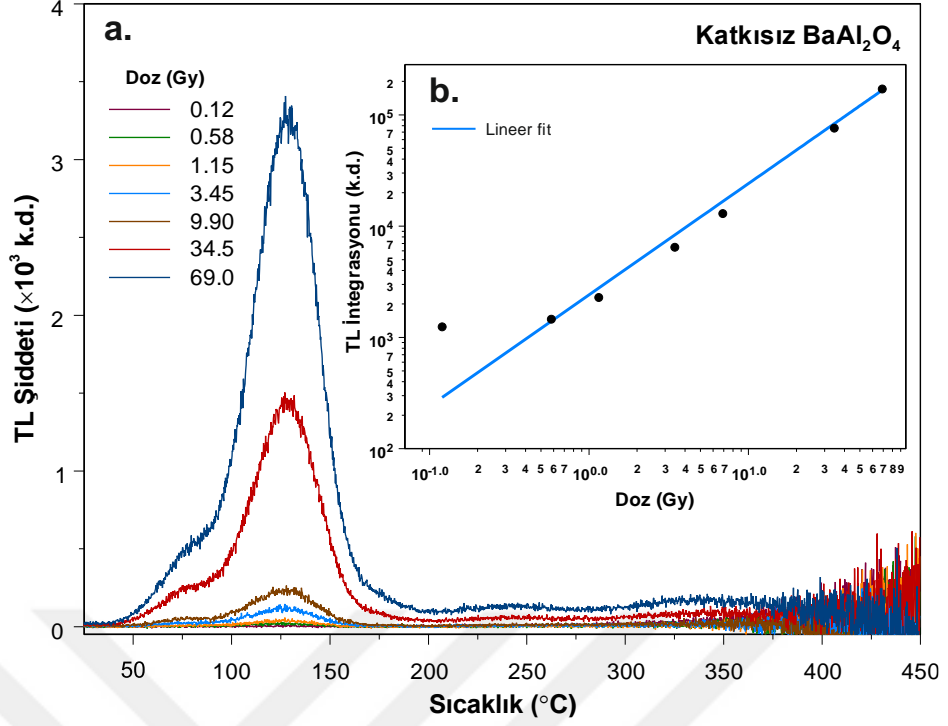 a.
Katkısız BaAl₂O₄
Doz (Gy)
0.12
0.58
1.15
3.45
9.90
34.5
69.0
TL Şiddeti (×10³ k.d.)
4
3
2
1
0
50 100 150 200 250 300 350 400 450
Sıcaklık (°C)
b.
Lineer fit
TL İntegrasyonu (k.d.)
2
10⁵
7
5
4
3
2
10⁴
7
5
4
3
2
10³
7
5
4
3
2
10²
10⁻¹·⁰ 2 3 4 5 6 7 10⁰·⁰ 2 3 4 5 6 7 10¹·⁰ 2 3 4 5 6 7 8 9
Doz (Gy)